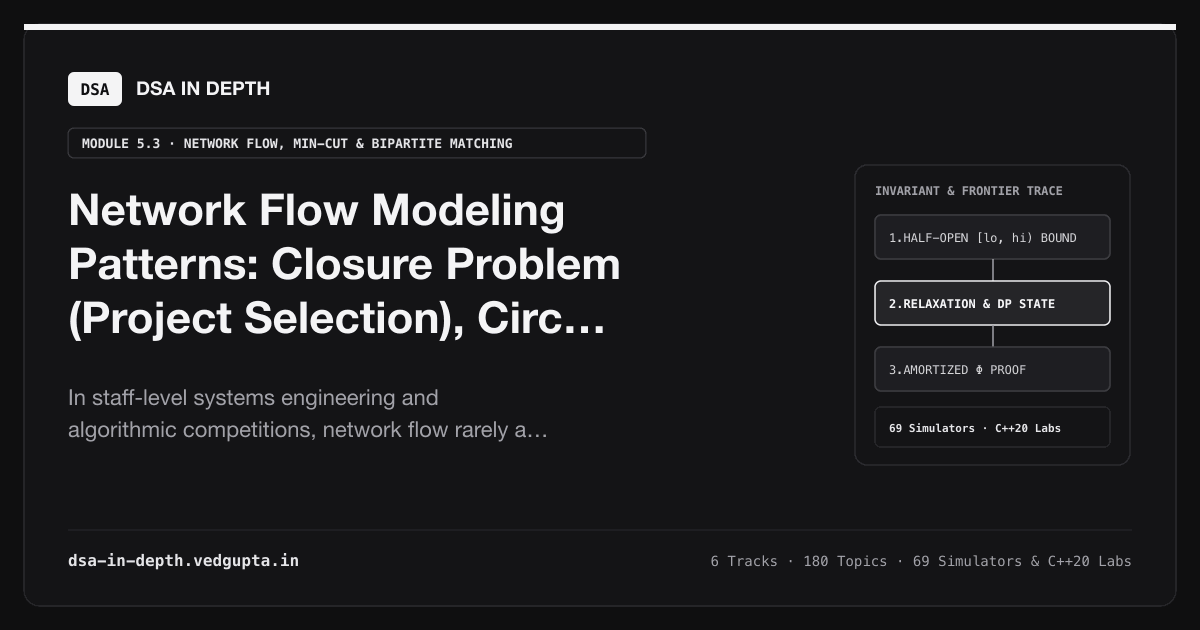 DSA
DSA IN DEPTH
MODULE 5.3 · NETWORK FLOW, MIN–CUT & BIPARTITE MATCHING
Network Flow Modeling
Patterns: Closure Problem
(Project Selection), Circ...
In staff-level systems engineering and
algorithmic competitions, network flow rarely a...
INVARIANT & FRONTIER TRACE
1.HALF–OPEN [lo, hi) BOUND
2.RELAXATION & DP STATE
3.AMORTIZED Φ PROOF
69 Simulators · C++20 Labs
dsa–in–depth.vedgupta.in
6 Tracks · 180 Topics · 69 Simulators & C++20 Labs